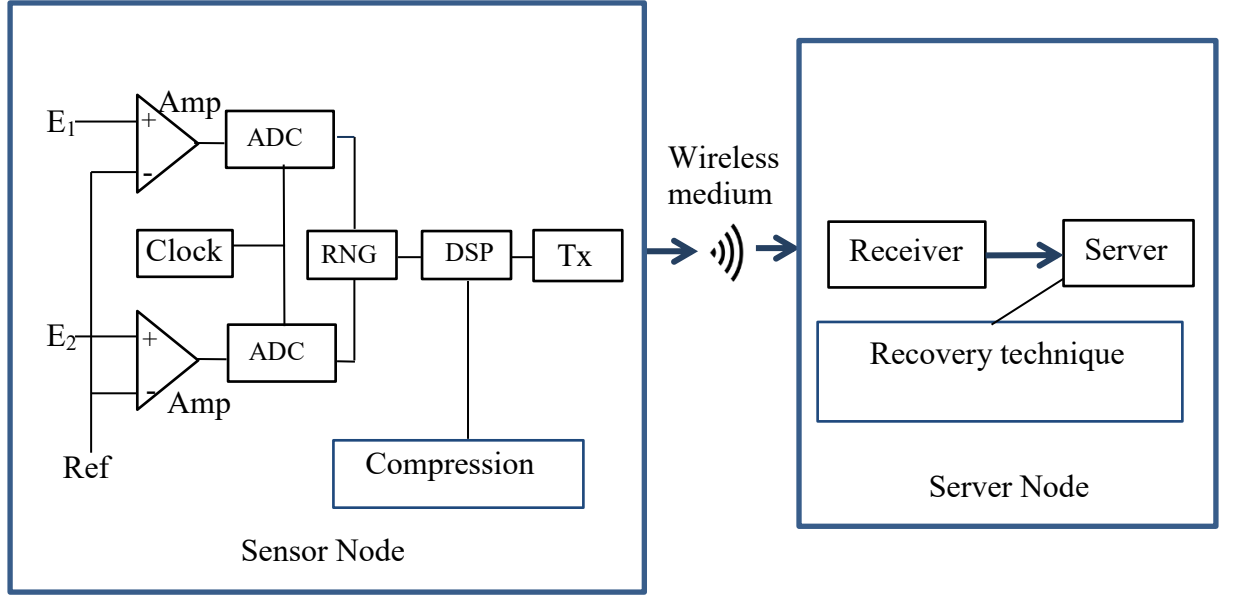 Amp
E₁
+
ADC
-
Clock
RNG
DSP
Tx
E₂
+
ADC
-
Amp
Ref
Compression
Sensor Node
Wireless
medium
Receiver
Server
Recovery technique
Server Node